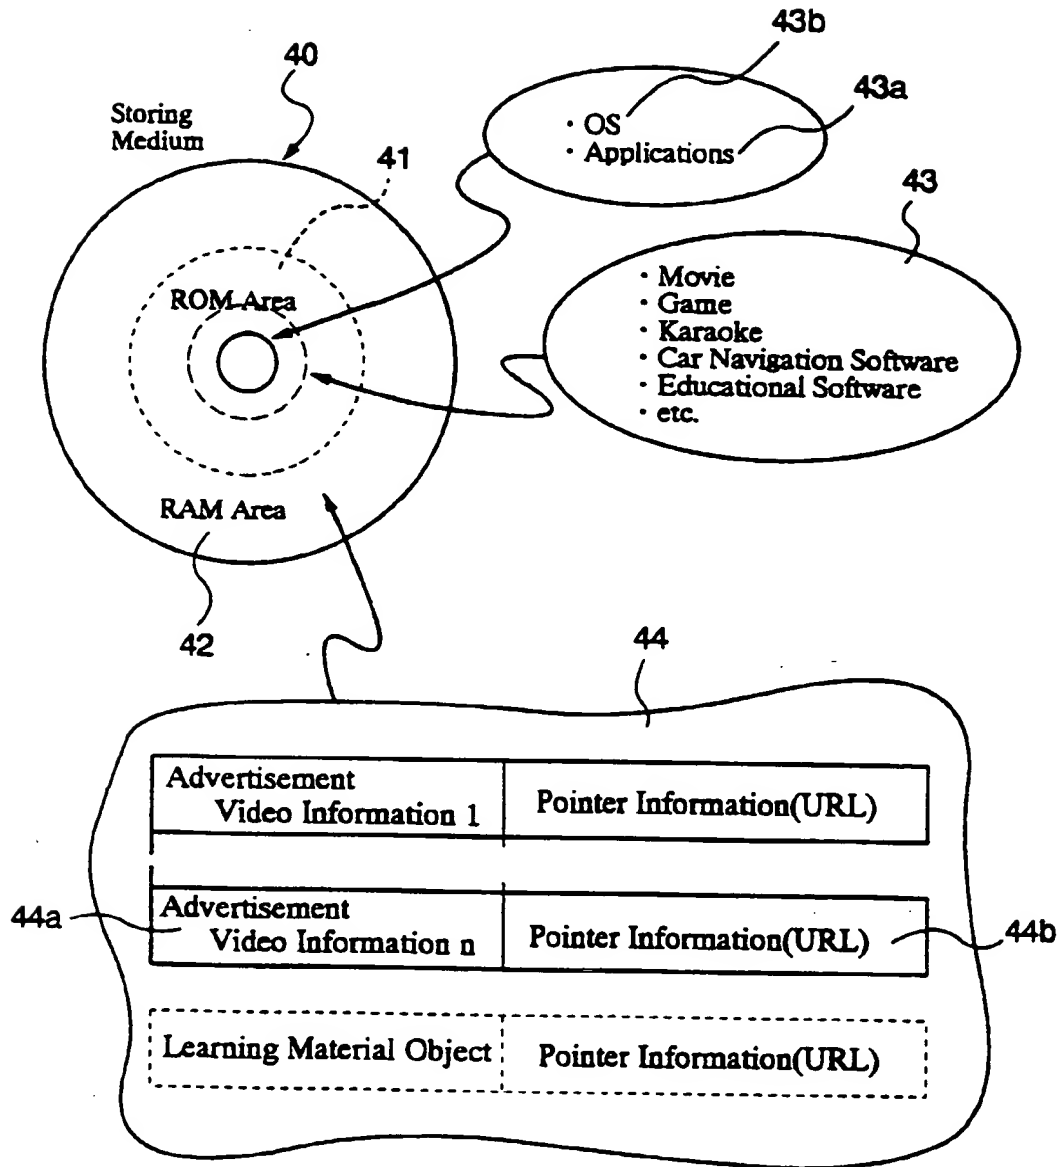 43b
40
43a
Storing
Medium
· OS
· Applications
41
43
ROM Area
· Movie
· Game
· Karaoke
· Car Navigation Software
· Educational Software
· etc.
RAM Area
42
44
Advertisement
Video Information 1
Pointer Information(URL)
44a
Advertisement
Video Information n
Pointer Information(URL)
44b
Learning Material Object
Pointer Information(URL)